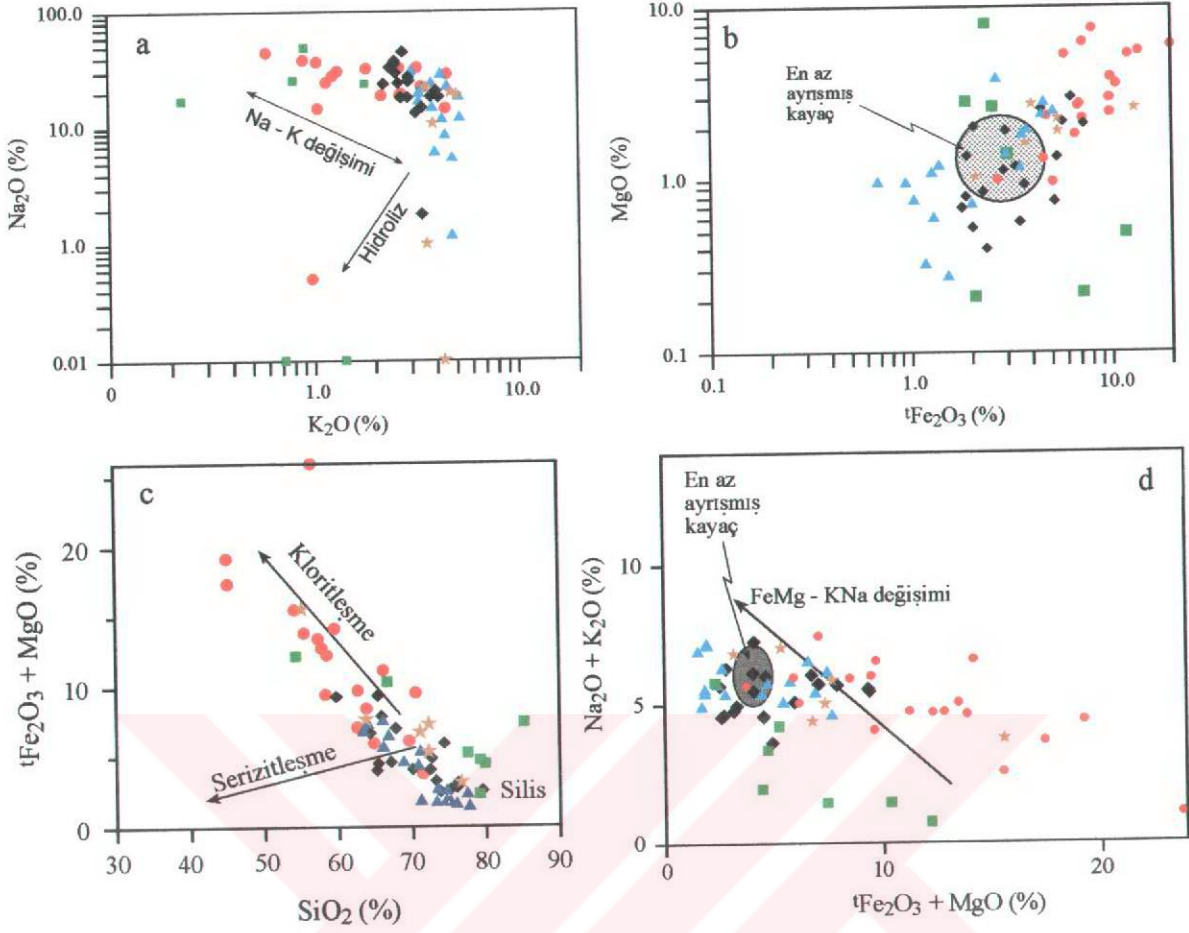 a
100.0
10.0
1.0
0.01
Na₂O (%)
Na - K değişimi
Hidroliz
0
1.0
10.0
K₂O (%)
b
10.0
1.0
0.1
MgO (%)
En az
ayrışmış
kayaç
0.1
1.0
10.0
ᵗFe₂O₃ (%)
c
20
10
0
ᵗFe₂O₃ + MgO (%)
Kloritleşme
Serizitleşme
Silis
30
40
50
60
70
80
90
SiO₂ (%)
d
10
5
0
Na₂O + K₂O (%)
En az
ayrışmış
kayaç
FeMg - KNa değişimi
0
10
20
ᵗFe₂O₃ + MgO (%)